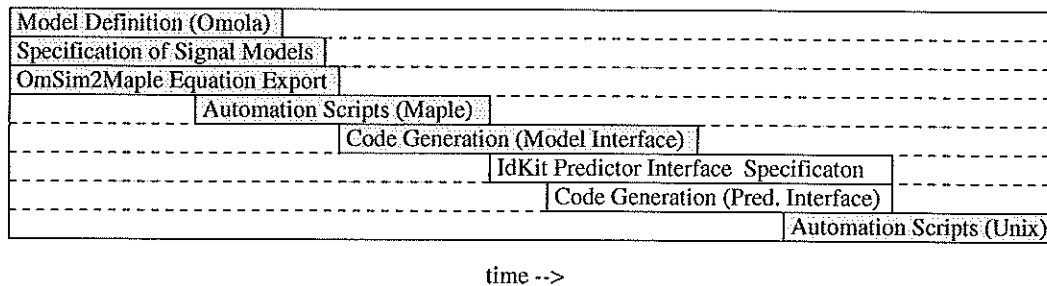 Model Definition (Omola)
Specification of Signal Models
OmSim2Maple Equation Export
Automation Scripts (Maple)
Code Generation (Model Interface)
IdKit Predictor Interface Specificaton
Code Generation (Pred. Interface)
Automation Scripts (Unix)
time -->